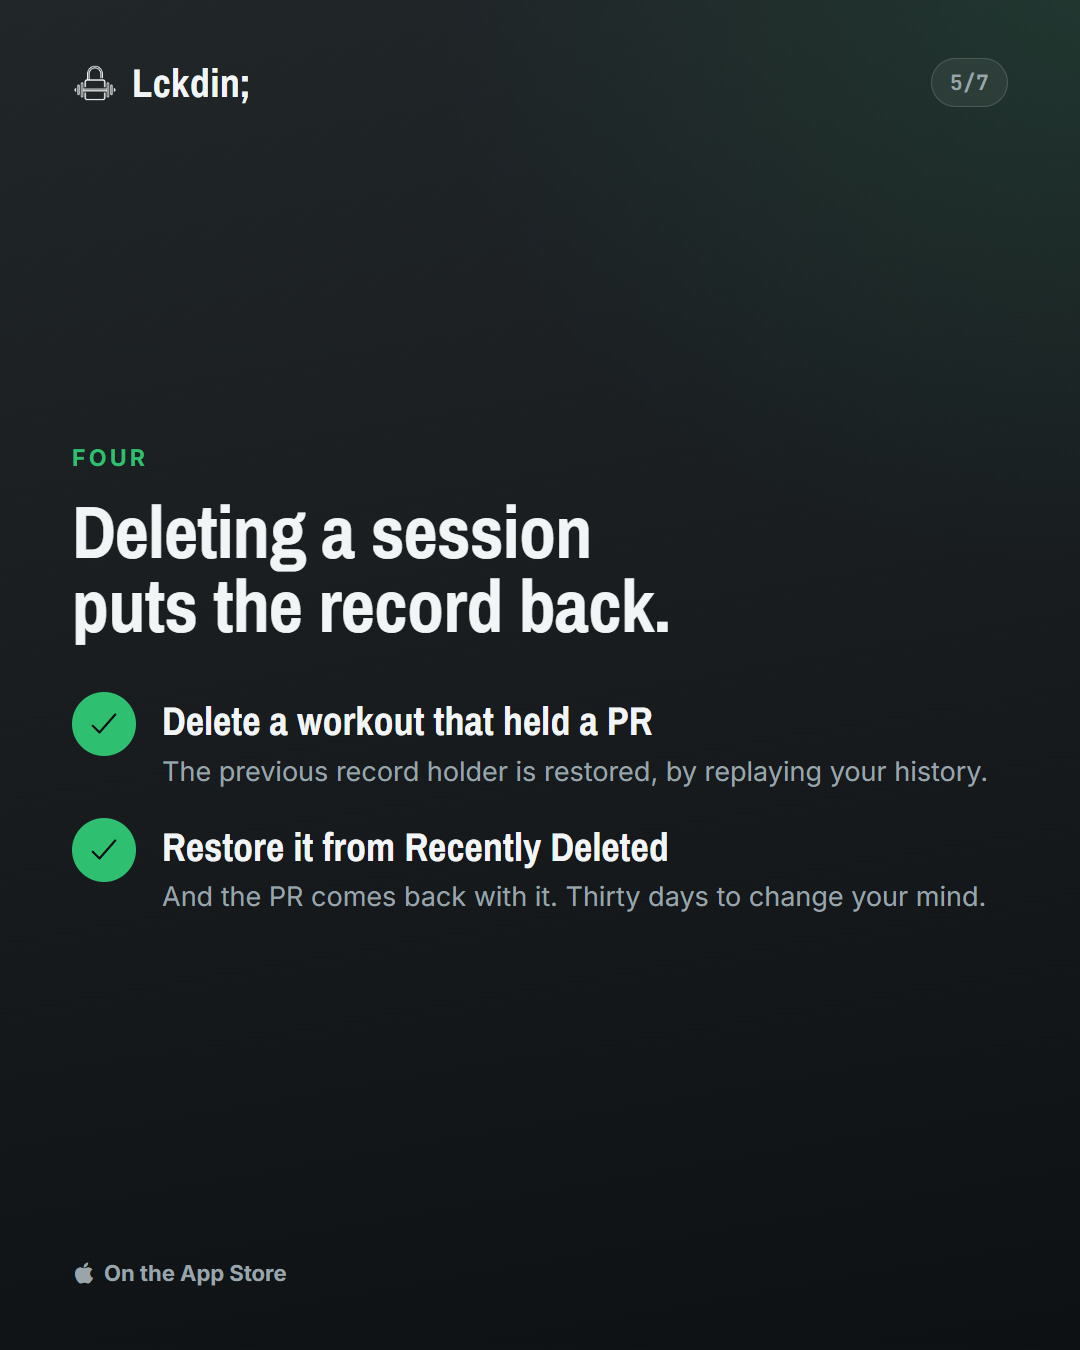 Lckdin;
5/7
FOUR
Deleting a session
puts the record back.
Delete a workout that held a PR
The previous record holder is restored, by replaying your history.
Restore it from Recently Deleted
And the PR comes back with it. Thirty days to change your mind.
On the App Store